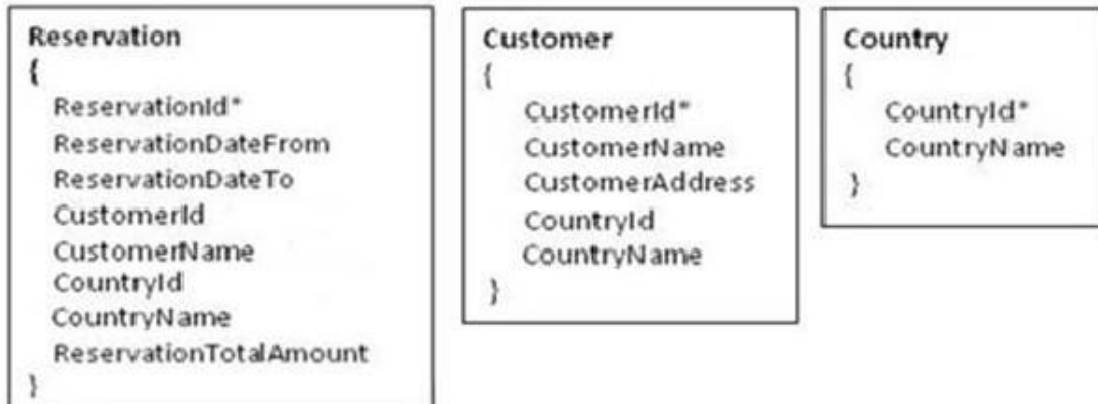 Reservation
{
ReservationId*
ReservationDateFrom
ReservationDateTo
CustomerId
CustomerName
CountryId
CountryName
ReservationTotalAmount
}
Customer
{
CustomerId*
CustomerName
CustomerAddress
CountryId
CountryName
}
Country
{
CountryId*
CountryName
}